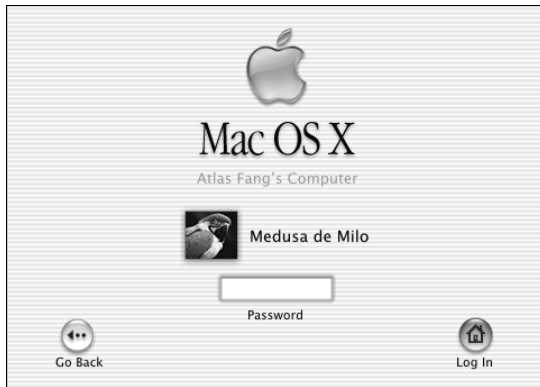 Mac OS X
Atlas Fang's Computer
Medusa de Milo
Password
Go Back
Log In